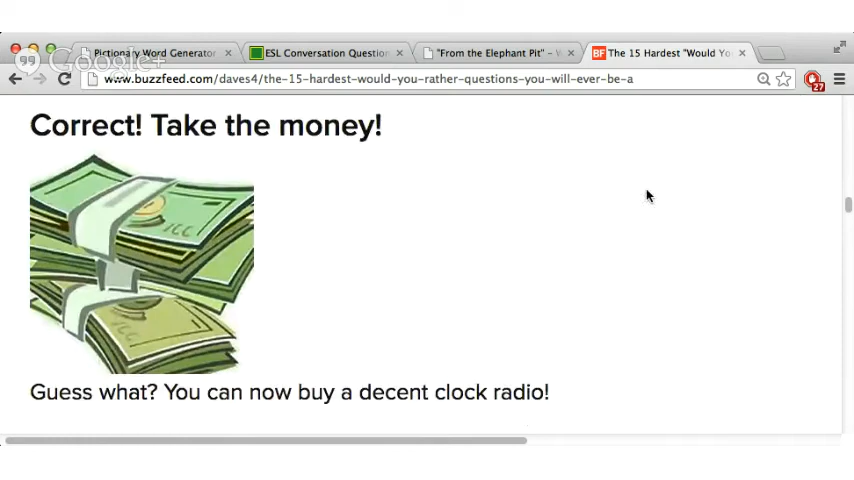 Pictionary Word Generator
ESL Conversation Question
"From the Elephant Pit" –
BF The 15 Hardest "Would Yo
Google+
www.buzzfeed.com/daves4/the-15-hardest-would-you-rather-questions-you-will-ever-be-a
27
Correct! Take the money!
Guess what? You can now buy a decent clock radio!